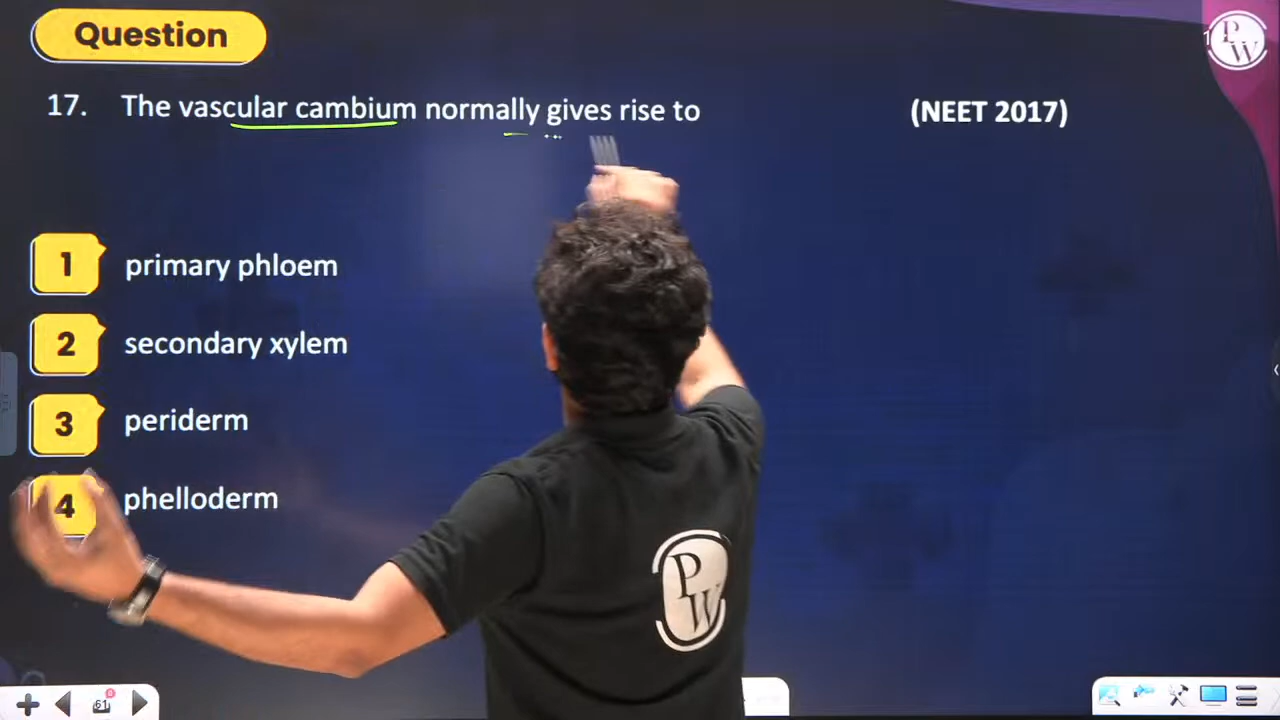 Question
17. The vascular cambium normally gives rise to (NEET 2017)
1 primary phloem
2 secondary xylem
3 periderm
4 phelloderm
PW
PW
61